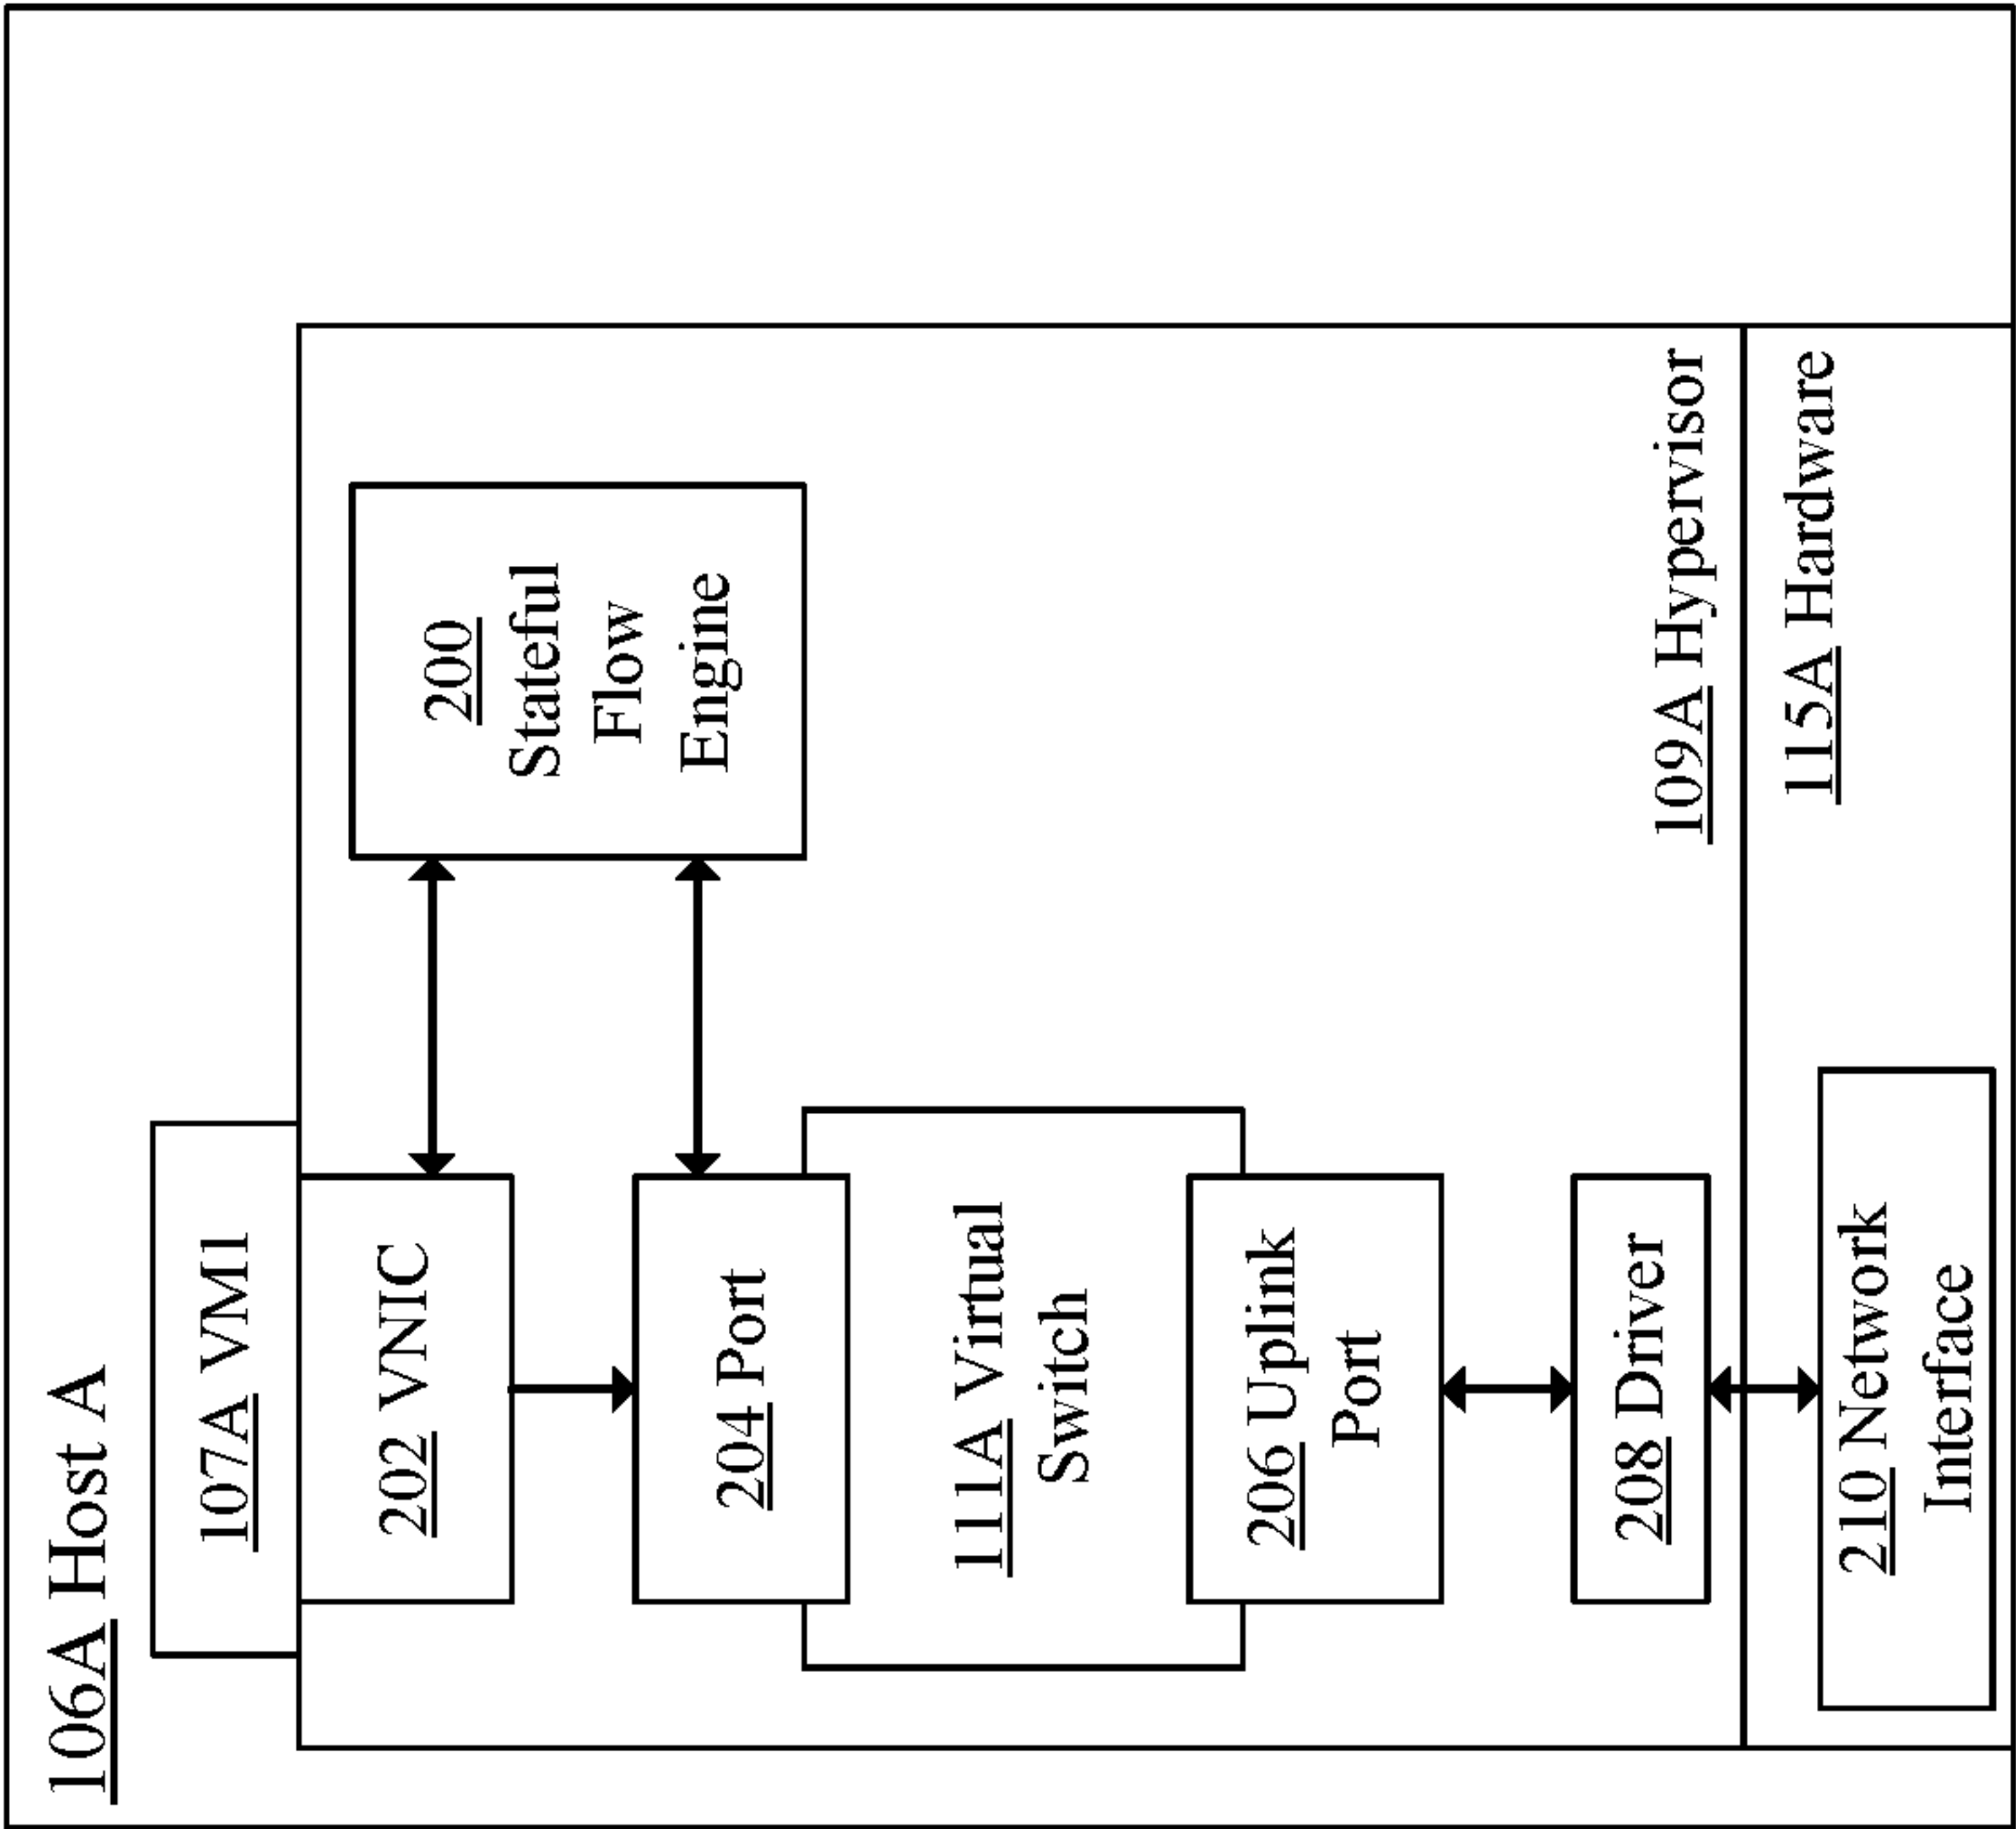 106A Host A
107A VM1
202 VNIC
200
Stateful
Flow
Engine
204 Port
111A Virtual
Switch
206 Uplink
Port
208 Driver
109A Hypervisor
115A Hardware
210 Network
Interface